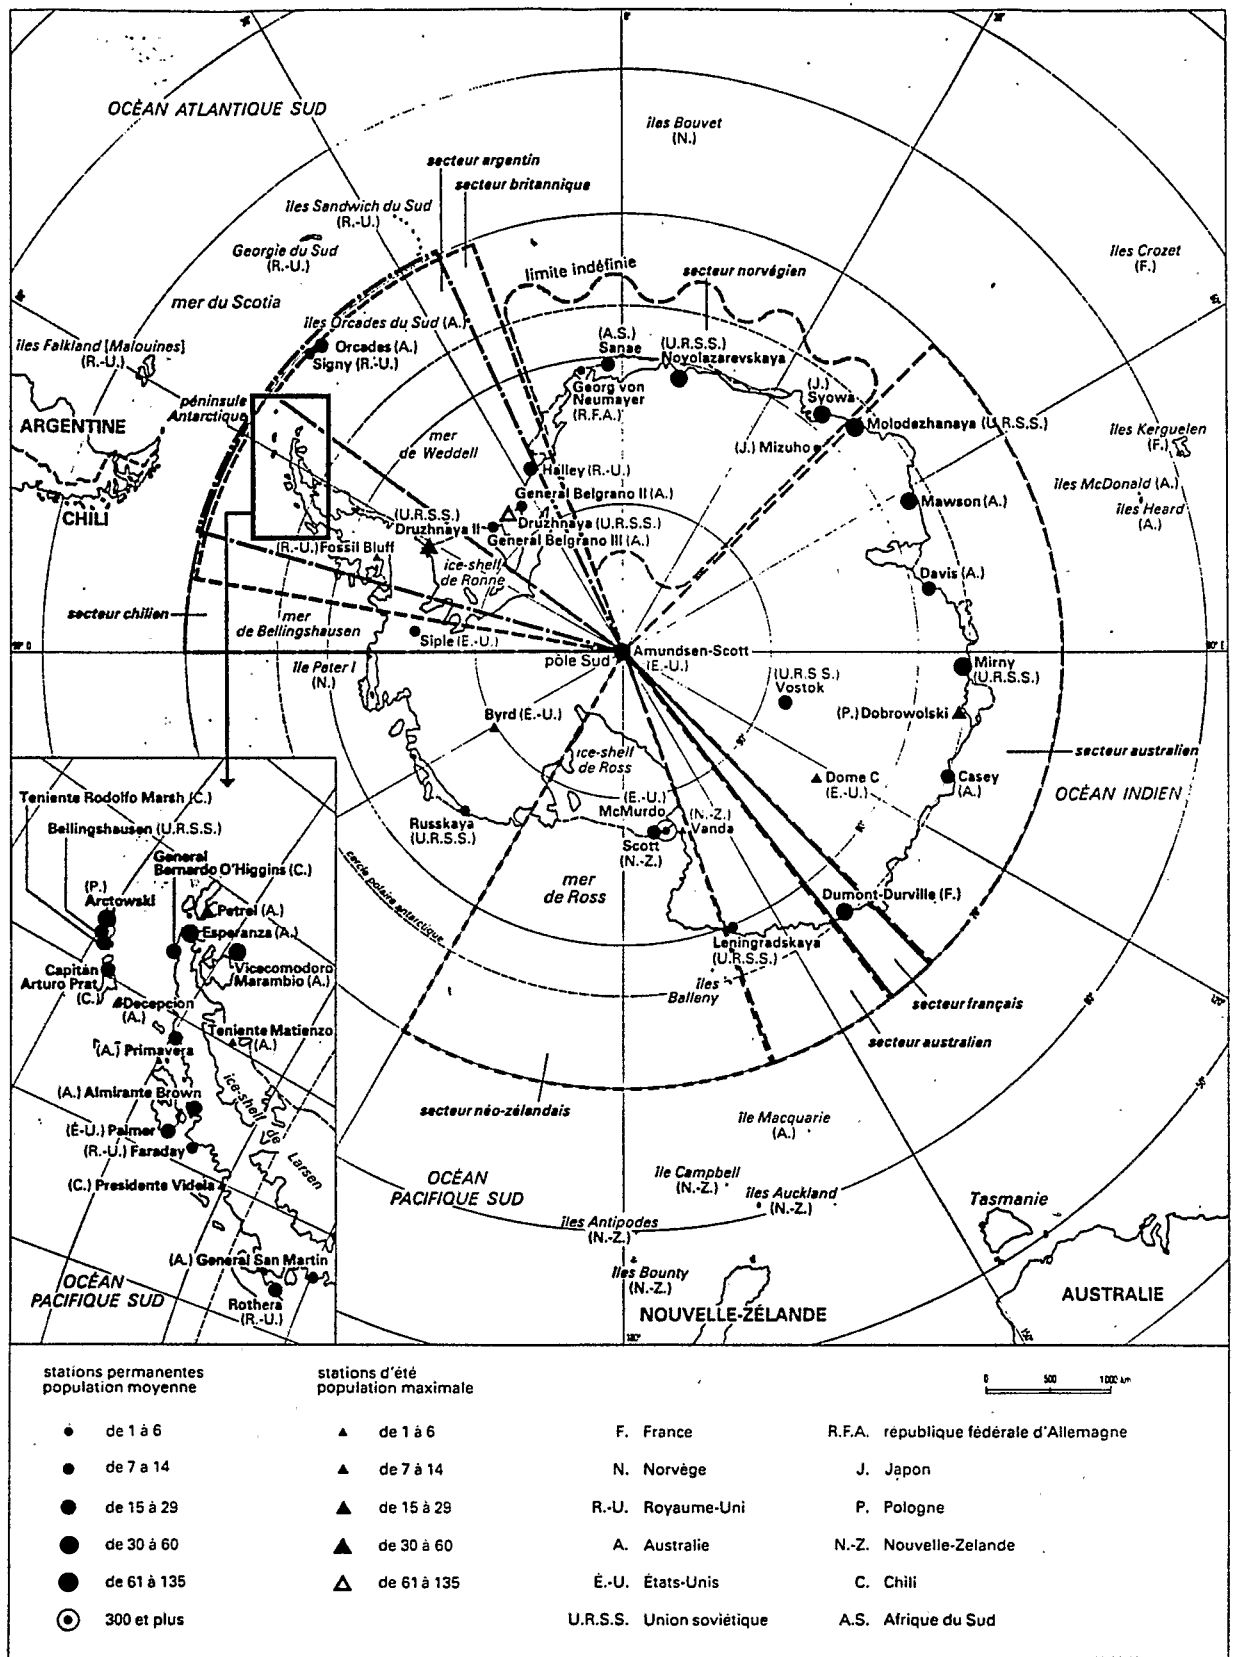 0°
OCÉAN ATLANTIQUE SUD
îles Bouvet
(N.)
secteur argentin
secteur britannique
îles Sandwich du Sud
(R.-U.)
Georgie du Sud
(R.-U.)
îles Crozet
(F.)
limite indéfinie
secteur norvégien
mer du Scotia
îles Orcades du Sud (A.)
îles Falkland [Malouines]
(R.-U.)
Orcades (A.)
Signy (R.-U.)
(A.S.)
Sanae
(U.R.S.S.)
Novolazarevskaya
Georg von
Neumayer
(R.F.A.)
(J.)
Syowa
péninsule
Antarctique
ARGENTINE
Molodezhanaya (U.R.S.S.)
îles Kerguelen
(F.)
mer
de Weddell
(J.) Mizuho
Halley (R.-U.)
îles McDonald (A.)
îles Heard
(A.)
General Belgrano II (A.)
Mawson (A.)
CHILI
(U.R.S.S.)
Druzhnaya II
Druzhnaya (U.R.S.S.)
General Belgrano III (A.)
(R.-U.) Fossil Bluff
ice-shelf
de Ronne
Davis (A.)
secteur chilien
mer
de Bellingshausen
Siple (E.-U.)
90° O
90° E
pôle Sud
Amundsen-Scott
(E.-U.)
île Peter I
(N.)
Mirny
(U.R.S.S.)
(U.R.S S.)
Vostok
Byrd (E.-U.)
(P.) Dobrowolski
ice-shelf
de Ross
secteur australien
Dome C
(E.-U.)
Casey
(A.)
OCÉAN INDIEN
(E.-U.)
McMurdo
(N.-Z.)
Vanda
Scott
(N.-Z.)
Russkaya
(U.R.S.S.)
cercle polaire antarctique
mer
de Ross
Dumont-Durville (F.)
Leningradskaya
(U.R.S.S.)
îles
Balleny
secteur français
secteur australien
secteur néo-zélandais
île Macquarie
(A.)
OCÉAN
PACIFIQUE SUD
île Campbell
(N.-Z.)
îles Auckland
(N.-Z.)
Tasmanie
îles Antipodes
(N.-Z.)
îles Bounty
(N.-Z.)
NOUVELLE-ZÉLANDE
AUSTRALIE
180°
Teniente Rodolfo Marsh (C.)
Bellingshausen (U.R.S.S.)
General
Bernardo O'Higgins (C.)
(P.)
Arctowski
Petrel (A.)
Esperanza (A.)
Vicecomodoro
Marambio (A.)
Capitán
Arturo Prat
(C.)
Decepcion
(A.)
Teniente Matienzo
(A.)
(A.) Primavera
ice-shelf
de
Larsen
(A.) Almirante Brown
(É-U.) Palmer
(R.-U.) Faraday
(C.) Presidente Videla
(A.) General San Martin
OCÉAN
PACIFIQUE SUD
Rothera
(R.-U.)
stations permanentes
population moyenne
de 1 à 6
de 7 a 14
de 15 à 29
de 30 à 60
de 61 à 135
300 et plus
stations d'été
population maximale
de 1 à 6
de 7 à 14
de 15 à 29
de 30 à 60
de 61 à 135
F. France
N. Norvège
R.-U. Royaume-Uni
A. Australie
É.-U. États-Unis
U.R.S.S. Union soviétique
0 500 1000 km
R.F.A. république fédérale d'Allemagne
J. Japon
P. Pologne
N.-Z. Nouvelle-Zelande
C. Chili
A.S. Afrique du Sud